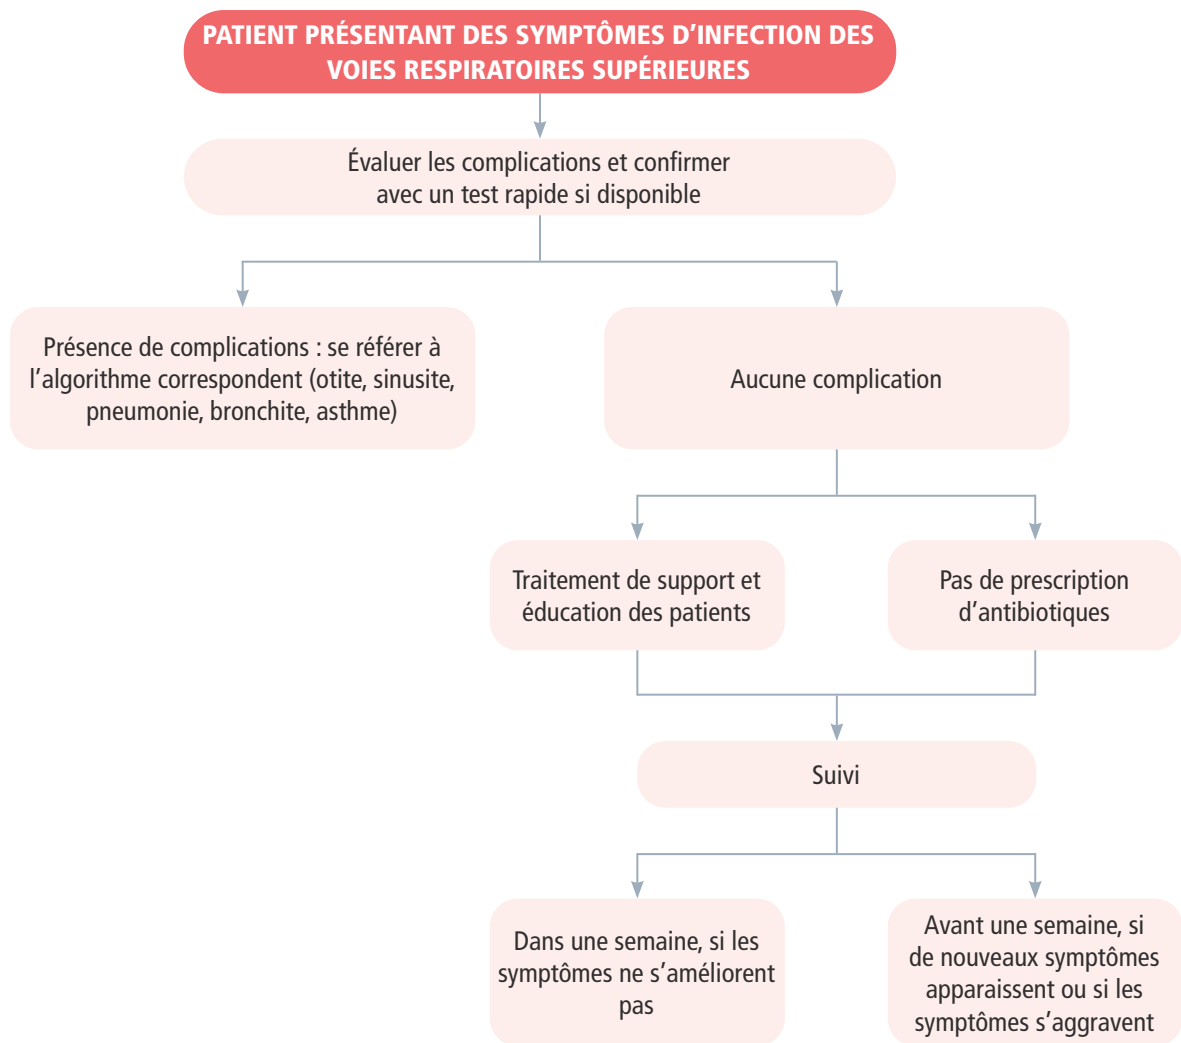 PATIENT PRÉSENTANT DES SYMPTÔMES D’INFECTION DES
VOIES RESPIRATOIRES SUPÉRIEURES
Évaluer les complications et confirmer
avec un test rapide si disponible
Présence de complications : se référer à
l’algorithme correspondent (otite, sinusite,
pneumonie, bronchite, asthme)
Aucune complication
Traitement de support et
éducation des patients
Pas de prescription
d’antibiotiques
Suivi
Dans une semaine, si les
symptômes ne s’améliorent
pas
Avant une semaine, si
de nouveaux symptômes
apparaissent ou si les
symptômes s’aggravent